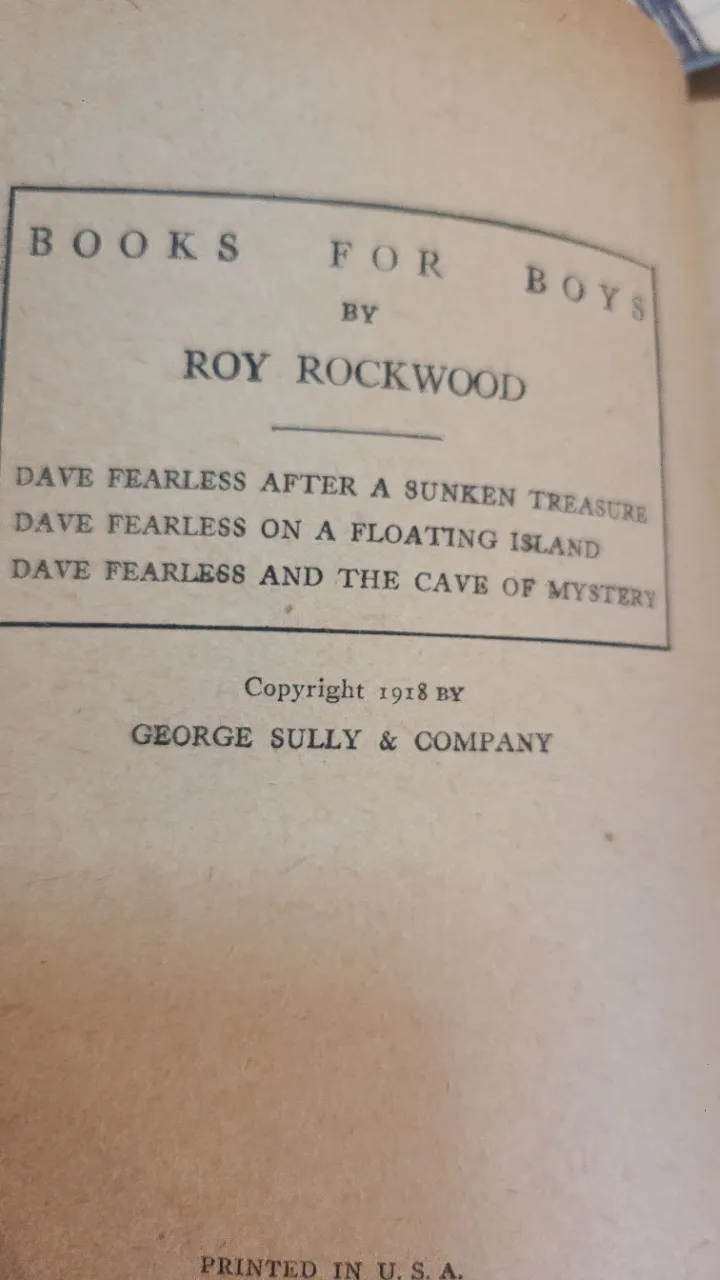 BOOKS FOR BOYS
BY
ROY ROCKWOOD
DAVE FEARLESS AFTER A SUNKEN TREASURE
DAVE FEARLESS ON A FLOATING ISLAND
DAVE FEARLESS AND THE CAVE OF MYSTERY
Copyright 1918 BY
GEORGE SULLY & COMPANY
PRINTED IN U. S. A.